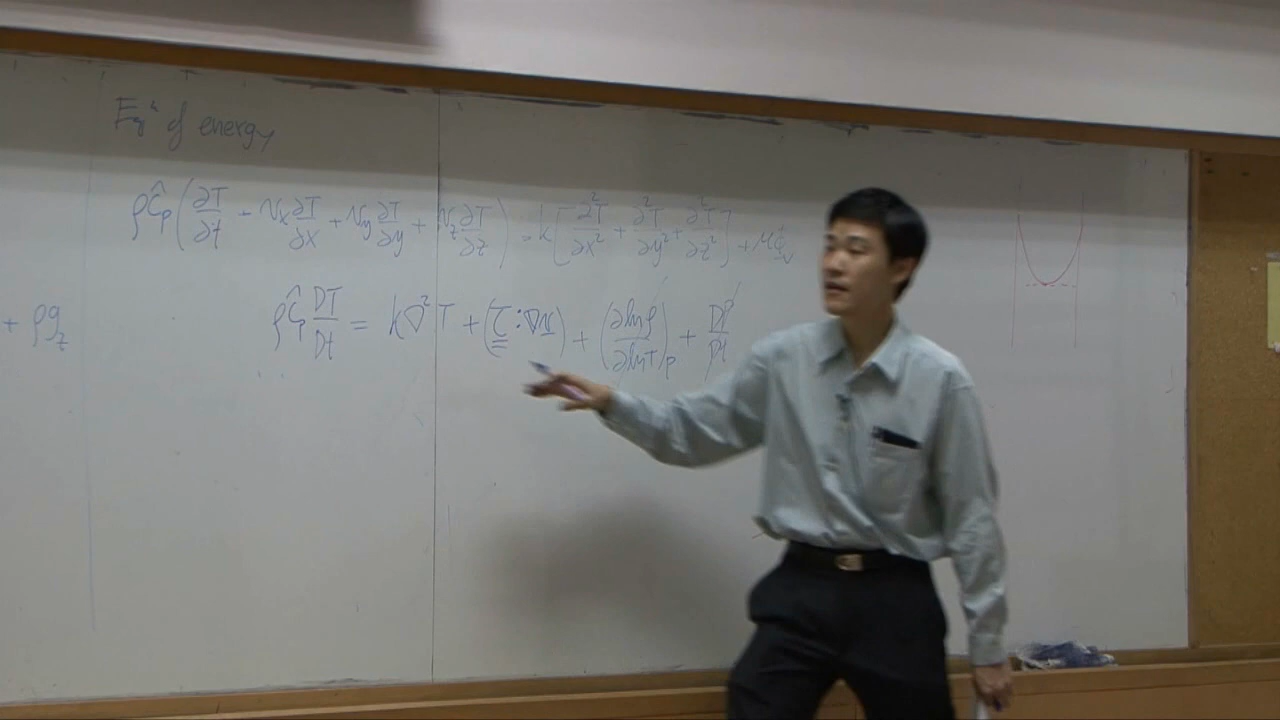 Eqⁿ of energy
ρĈp(∂T/∂t + vx ∂T/∂x + vy ∂T/∂y + vz ∂T/∂z) = k[∂²T/∂x² + ∂²T/∂y² + ∂²T/∂z²] + μΦv
+ ρgz
ρĈp DT/Dt = k∇²T + (τ:∇v) + (∂lnρ/∂lnT)p + DP/Dt